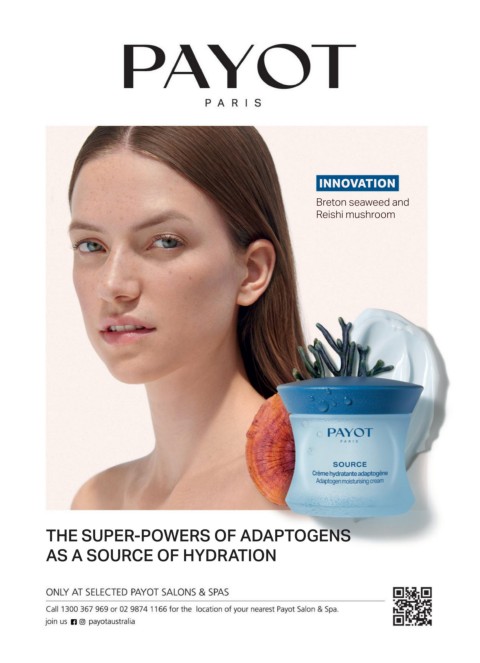 PAYOT
PARIS
INNOVATION
Breton seaweed and
Reishi mushroom
PAYOT
PARIS
SOURCE
Crème hydratante adaptogène
Adaptogen moisturising cream
THE SUPER-POWERS OF ADAPTOGENS
AS A SOURCE OF HYDRATION
ONLY AT SELECTED PAYOT SALONS & SPAS
Call 1300 367 969 or 02 9874 1166 for the location of your nearest Payot Salon & Spa.
join us payotaustralia